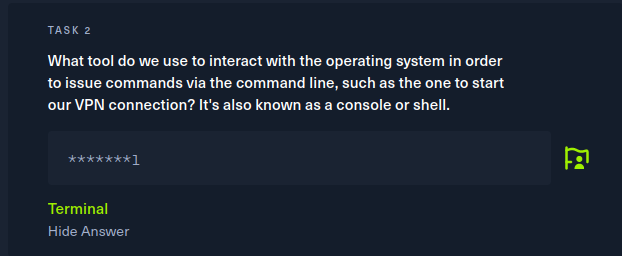 TASK 2
What tool do we use to interact with the operating system in order
to issue commands via the command line, such as the one to start
our VPN connection? It's also known as a console or shell.
*******l
Terminal
Hide Answer